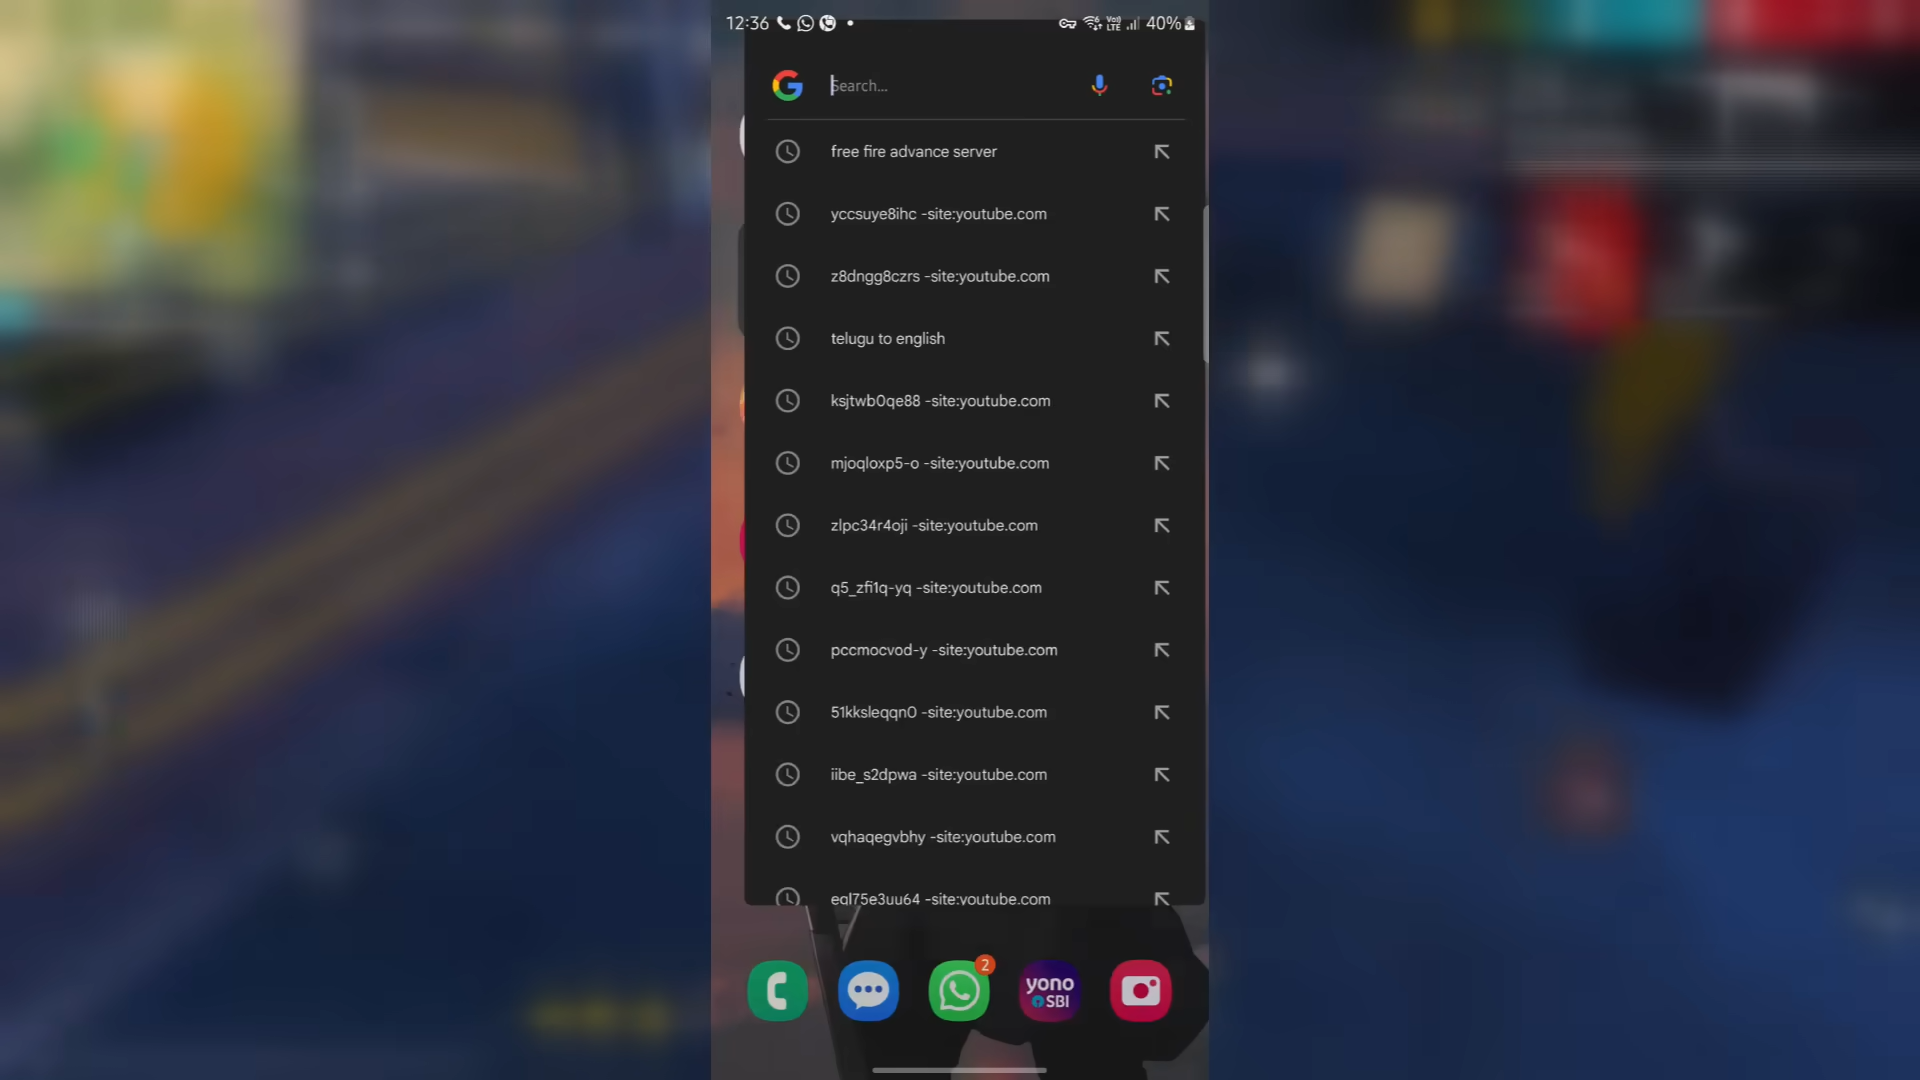 12:36
Vo)) LTE
40%
Search...
free fire advance server
yccsuye8ihc -site:youtube.com
z8dngg8czrs -site:youtube.com
telugu to english
ksjtwb0qe88 -site:youtube.com
mjoqloxp5-o -site:youtube.com
zlpc34r4oji -site:youtube.com
q5_zfi1q-yq -site:youtube.com
pccmocvod-y -site:youtube.com
51kksleqqn0 -site:youtube.com
iibe_s2dpwa -site:youtube.com
vqhaqegvbhy -site:youtube.com
eql75e3uu64 -site:youtube.com
2
yono
SBI